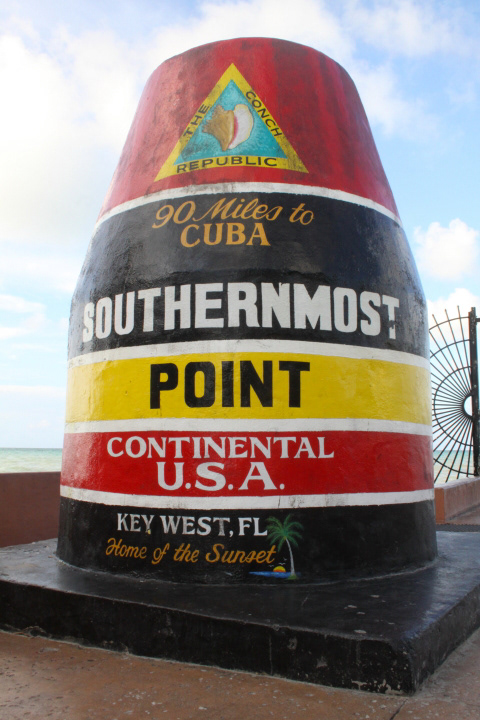 THE CONCH
REPUBLIC
90 Miles to
CUBA
SOUTHERNMOST
POINT
CONTINENTAL
U.S.A.
KEY WEST, FL
Home of the Sunset